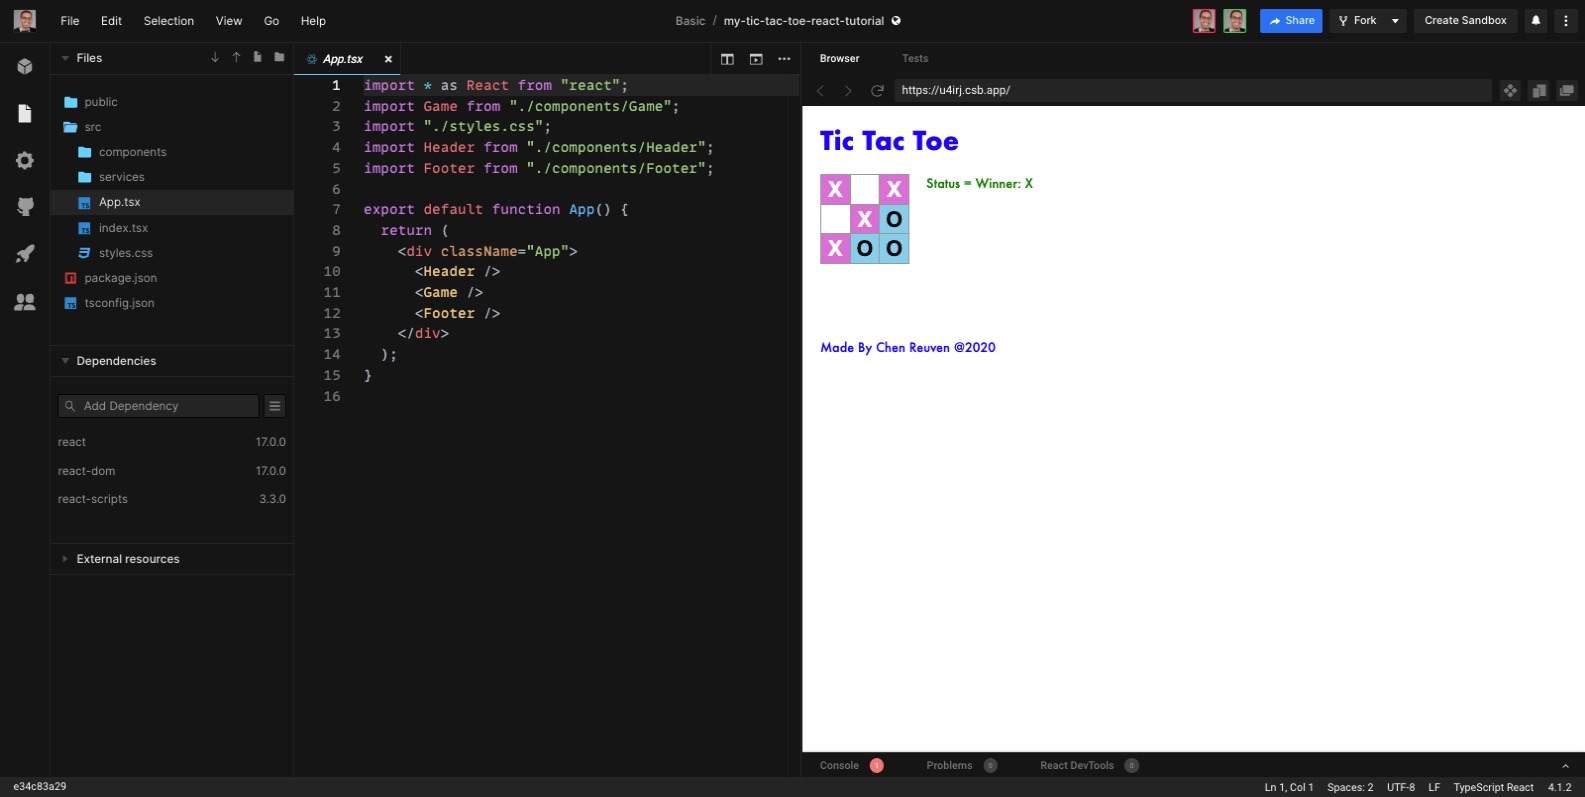 File Edit Selection View Go Help
Basic / my-tic-tac-toe-react-tutorial
Share
Fork
Create Sandbox
Files
public
src
components
services
App.tsx
index.tsx
styles.css
package.json
tsconfig.json
Dependencies
Add Dependency
react 17.0.0
react-dom 17.0.0
react-scripts 3.3.0
External resources
App.tsx
1 import * as React from "react";
2 import Game from "./components/Game";
3 import "./styles.css";
4 import Header from "./components/Header";
5 import Footer from "./components/Footer";
6
7 export default function App() {
8 return (
9 <div className="App">
10 <Header />
11 <Game />
12 <Footer />
13 </div>
14 );
15 }
16
Browser Tests
https://u4irj.csb.app/
Tic Tac Toe
X X
X O
X O O
Status = Winner: X
Made By Chen Reuven @2020
Console 1 Problems 0 React DevTools 0
e34c83a29
Ln 1, Col 1 Spaces: 2 UTF-8 LF TypeScript React 4.1.2